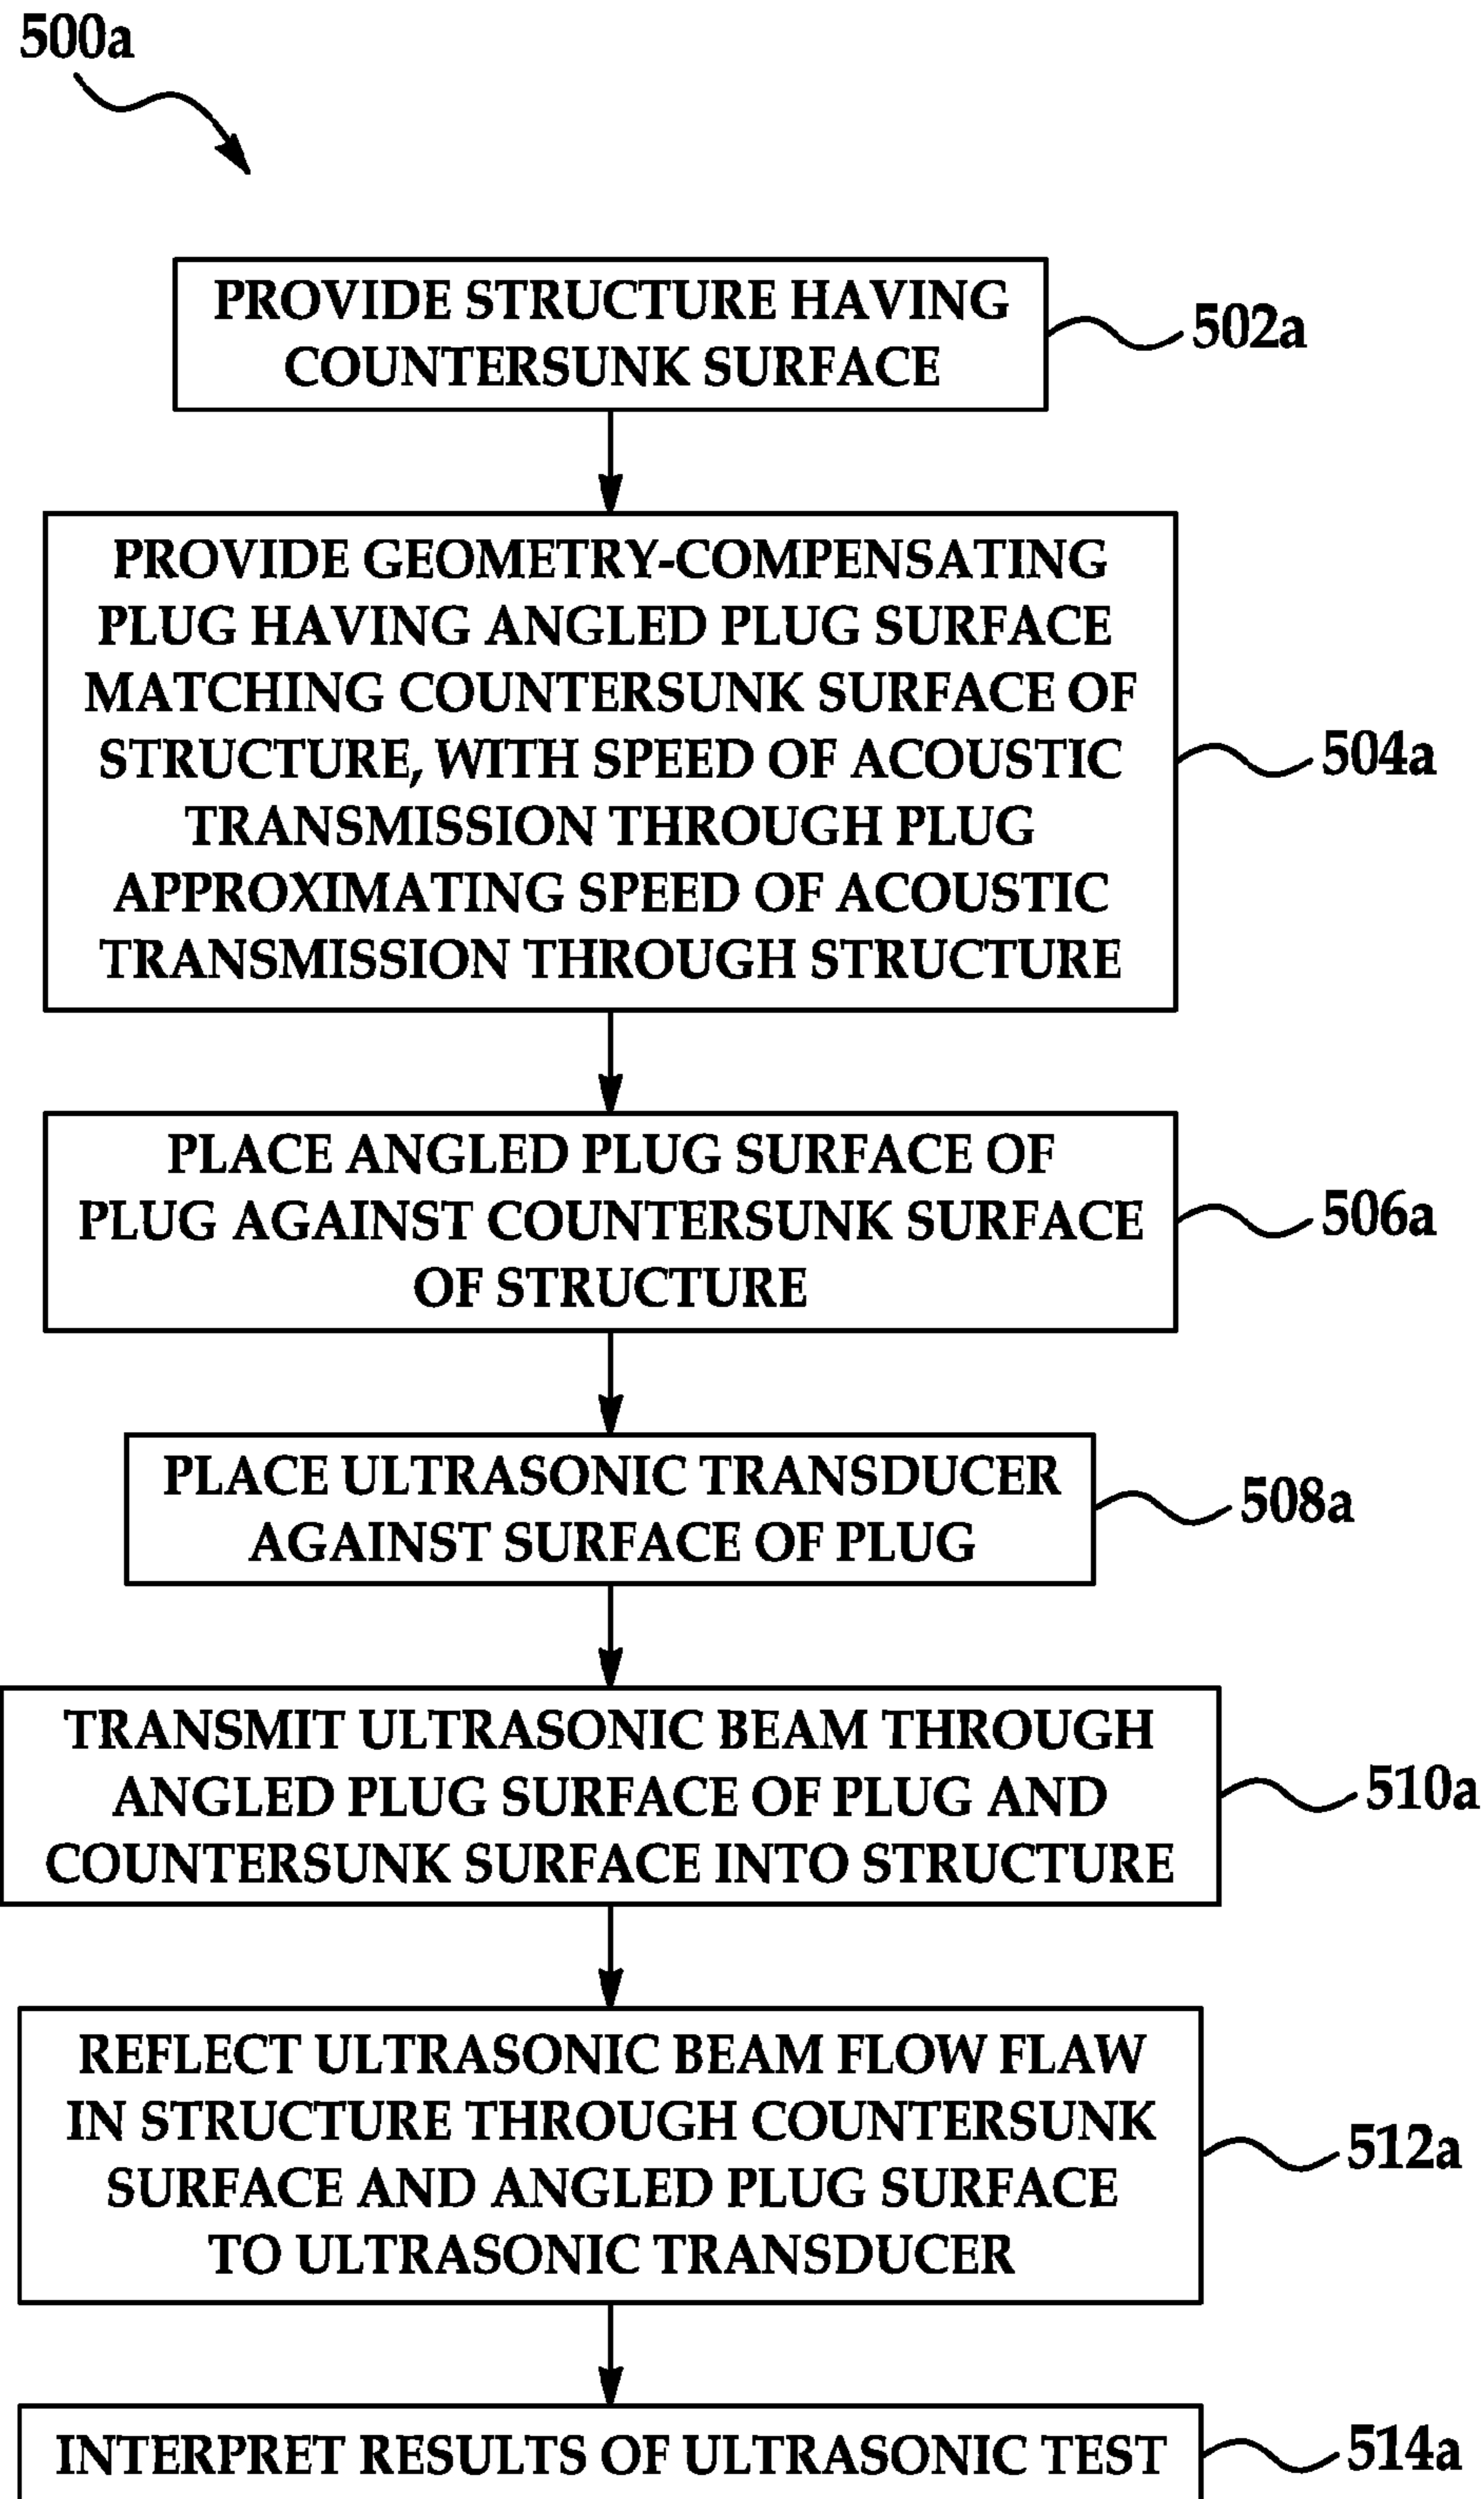 500a
PROVIDE STRUCTURE HAVING
COUNTERSUNK SURFACE
502a
PROVIDE GEOMETRY-COMPENSATING
PLUG HAVING ANGLED PLUG SURFACE
MATCHING COUNTERSUNK SURFACE OF
STRUCTURE, WITH SPEED OF ACOUSTIC
TRANSMISSION THROUGH PLUG
APPROXIMATING SPEED OF ACOUSTIC
TRANSMISSION THROUGH STRUCTURE
504a
PLACE ANGLED PLUG SURFACE OF
PLUG AGAINST COUNTERSUNK SURFACE
OF STRUCTURE
506a
PLACE ULTRASONIC TRANSDUCER
AGAINST SURFACE OF PLUG
508a
TRANSMIT ULTRASONIC BEAM THROUGH
ANGLED PLUG SURFACE OF PLUG AND
COUNTERSUNK SURFACE INTO STRUCTURE
510a
REFLECT ULTRASONIC BEAM FLOW FLAW
IN STRUCTURE THROUGH COUNTERSUNK
SURFACE AND ANGLED PLUG SURFACE
TO ULTRASONIC TRANSDUCER
512a
INTERPRET RESULTS OF ULTRASONIC TEST
514a